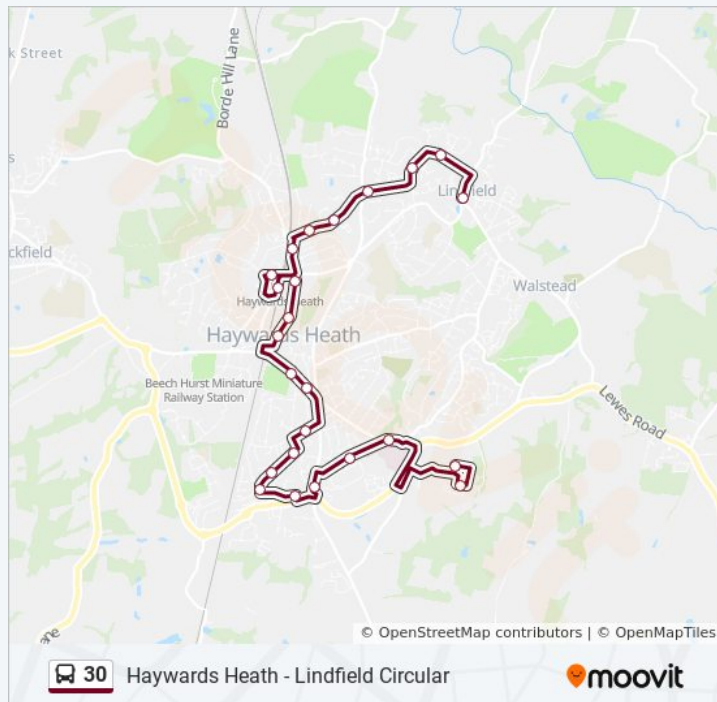 k Street
Borde Hill Lane
Lindfield
ckfield
Walstead
Haywards Heath
Haywards Heath
Beech Hurst Miniature
Railway Station
Lewes Road
ane
© OpenStreetMap contributors | © OpenMapTiles
30 Haywards Heath - Lindfield Circular
moovit